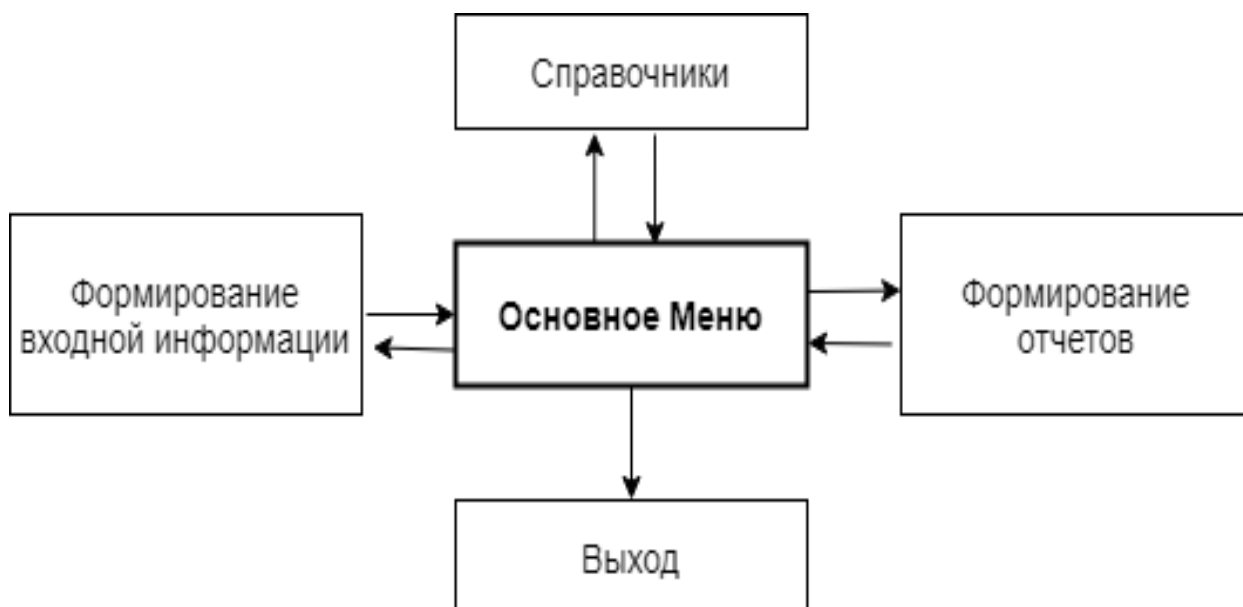 Справочники
Формирование
входной информации
Основное Меню
Формирование
отчетов
Выход